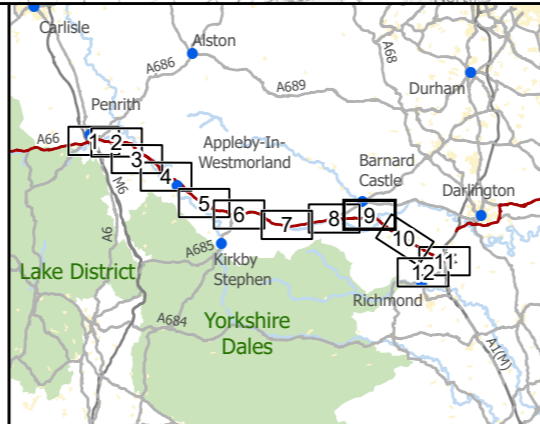 Carlisle
Alston
A68
A686
A689
Durham
Penrith
A66
Appleby-In-
Westmorland
Barnard
Castle
Darlington
1
2
3
4
5
6
7
8
9
10
11
12
M6
A6
A685
Kirkby
Stephen
Lake District
Richmond
A684
Yorkshire
Dales
A1(M)